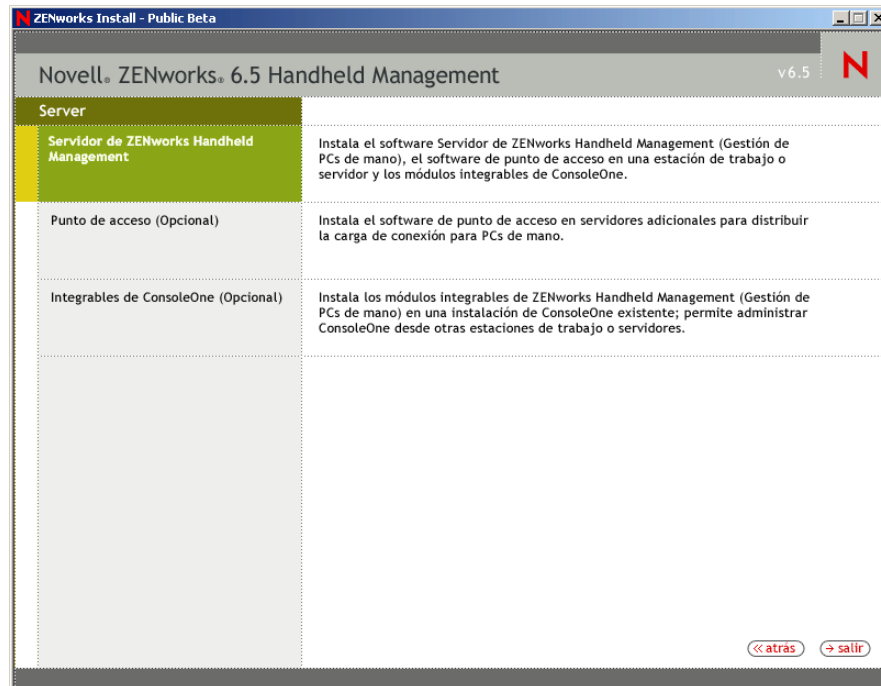 ZENworks Install - Public Beta
Novell® ZENworks® 6.5 Handheld Management
v6.5
N
Server
Servidor de ZENworks Handheld
Management
Instala el software Servidor de ZENworks Handheld Management (Gestión de
PCs de mano), el software de punto de acceso en una estación de trabajo o
servidor y los módulos integrables de ConsoleOne.
Punto de acceso (Opcional)
Instala el software de punto de acceso en servidores adicionales para distribuir
la carga de conexión para PCs de mano.
Integrables de ConsoleOne (Opcional)
Instala los módulos integrables de ZENworks Handheld Management (Gestión de
PCs de mano) en una instalación de ConsoleOne existente; permite administrar
ConsoleOne desde otras estaciones de trabajo o servidores.
« atrás
→ salir